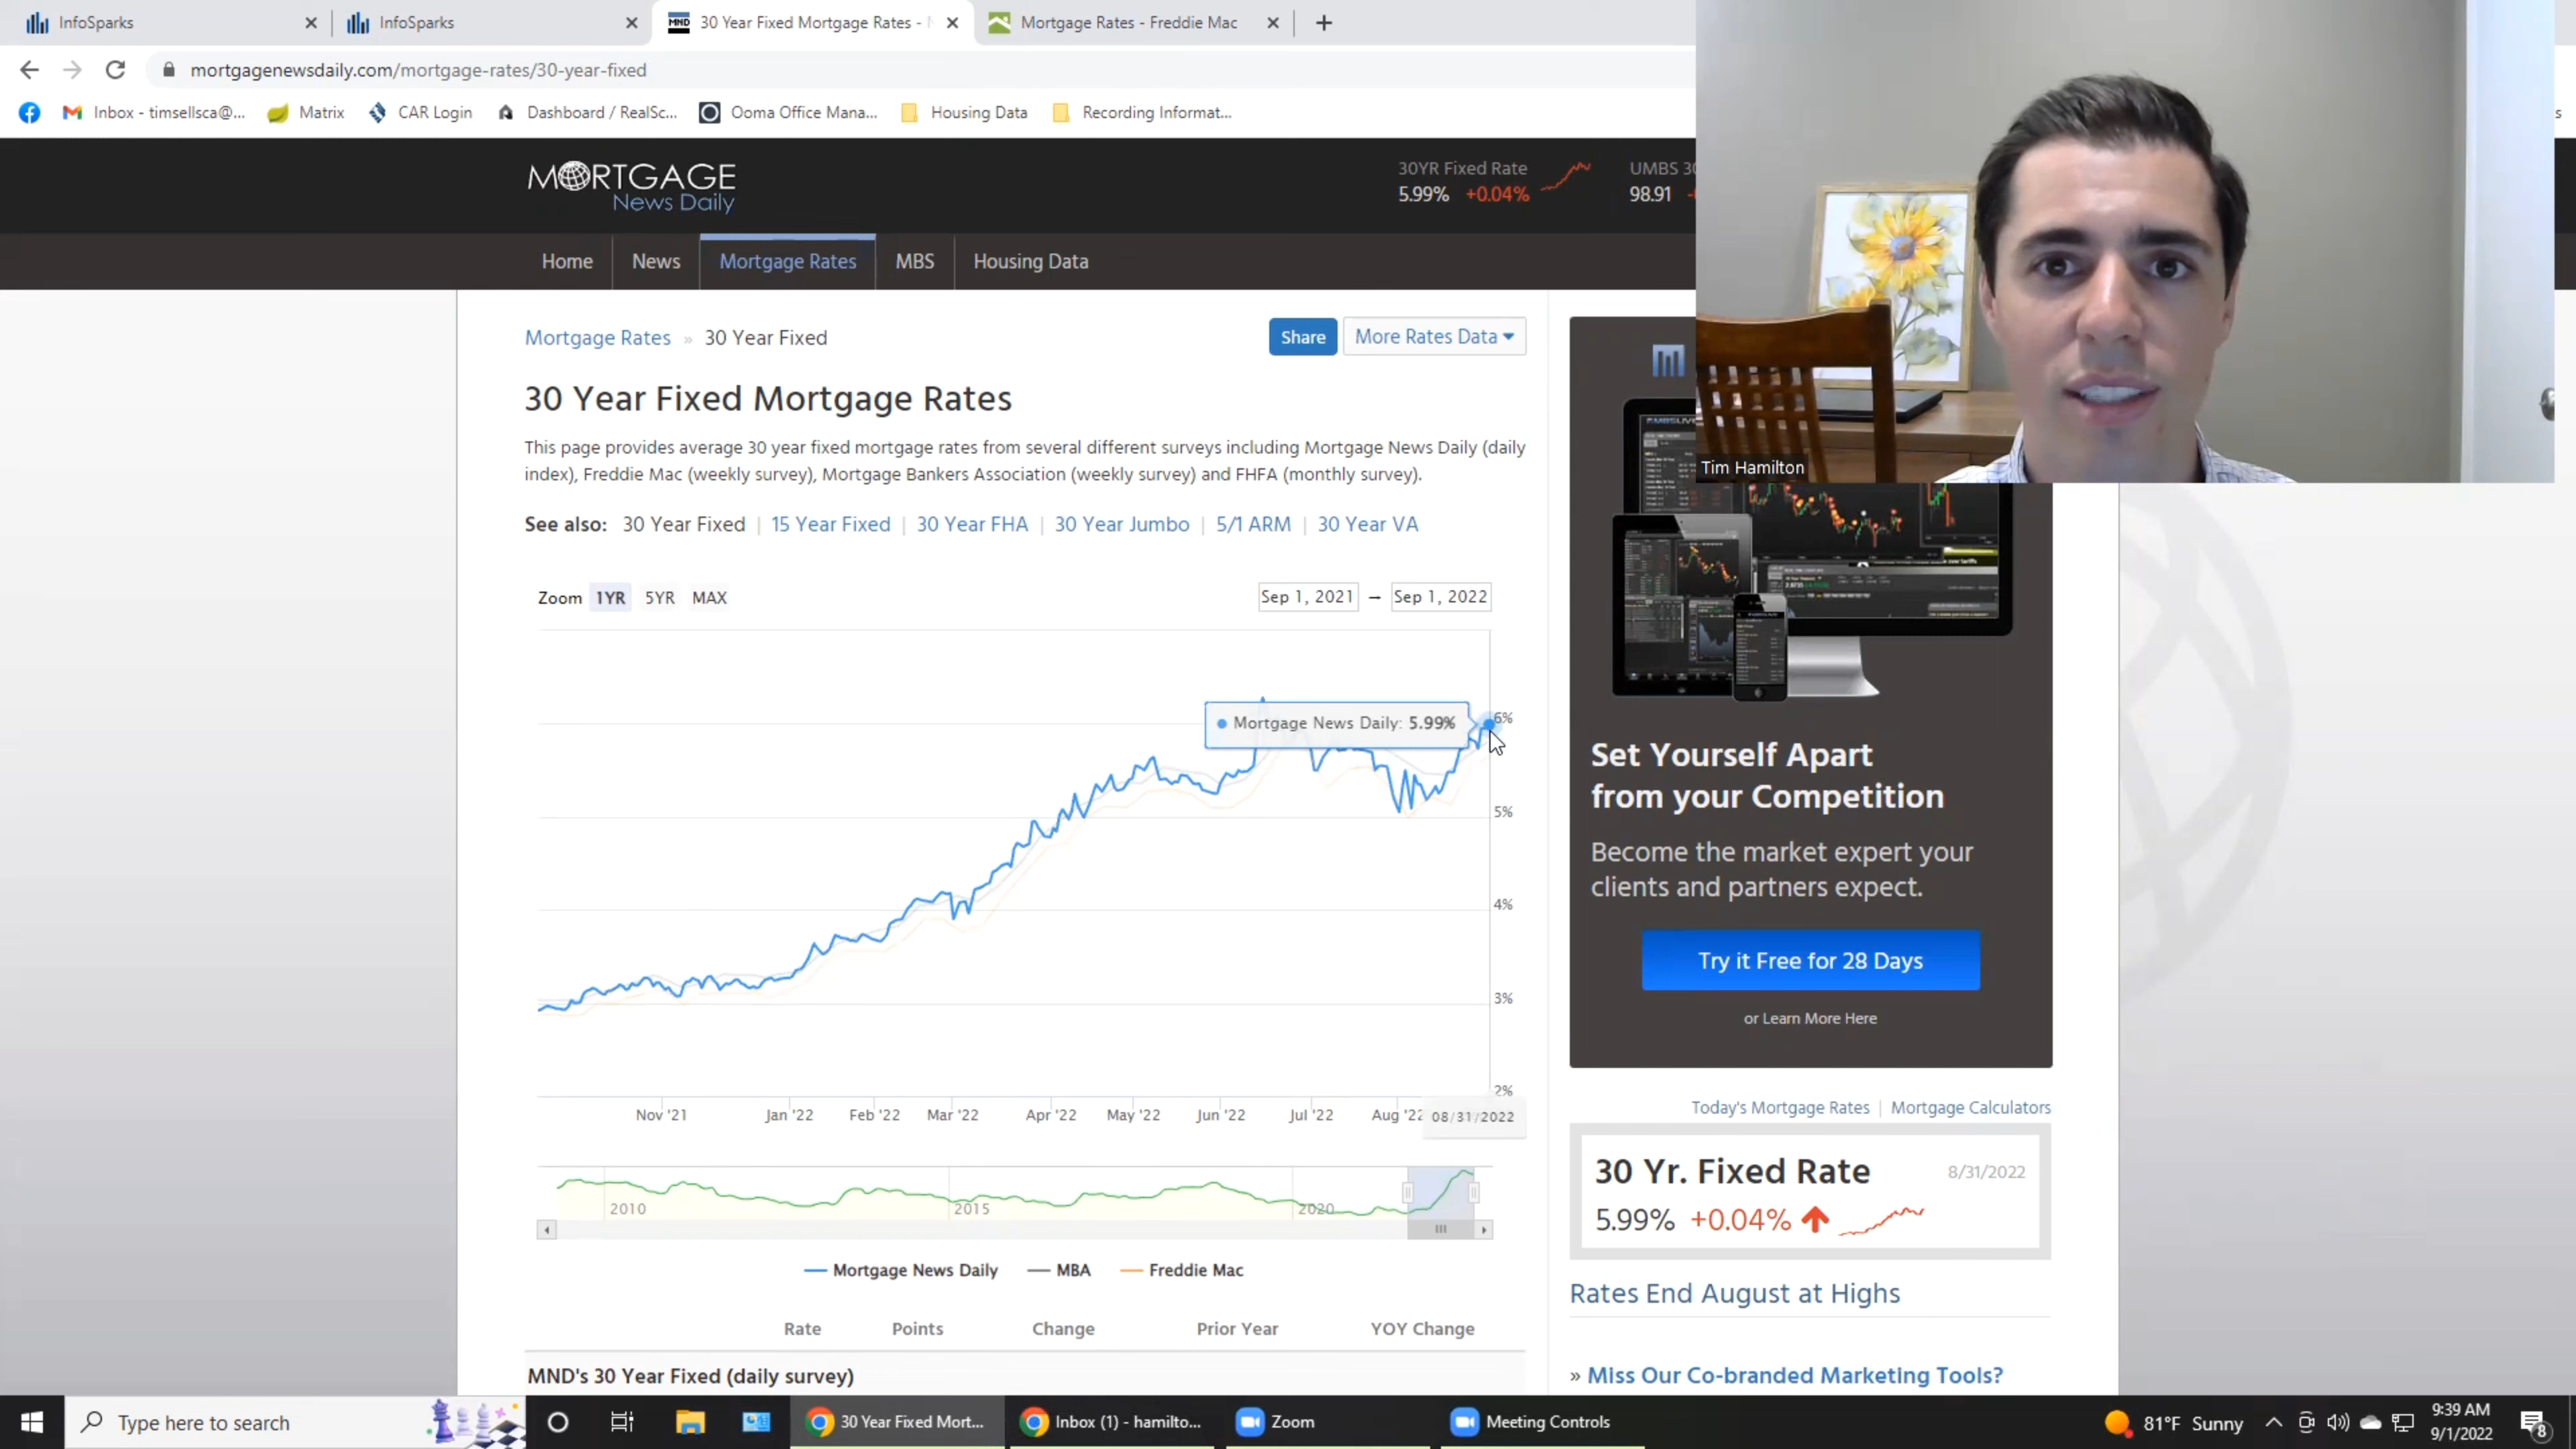 InfoSparks
InfoSparks
30 Year Fixed Mortgage Rates -
Mortgage Rates - Freddie Mac
mortgagenewsdaily.com/mortgage-rates/30-year-fixed
Inbox - timsellsca@... Matrix CAR Login Dashboard / RealSc... Ooma Office Mana... Housing Data Recording Informat...
MORTGAGE
News Daily
30YR Fixed Rate
5.99% +0.04%
UMBS 30
98.91
Home News Mortgage Rates MBS Housing Data
Mortgage Rates » 30 Year Fixed
Share More Rates Data
30 Year Fixed Mortgage Rates
This page provides average 30 year fixed mortgage rates from several different surveys including Mortgage News Daily (daily
index), Freddie Mac (weekly survey), Mortgage Bankers Association (weekly survey) and FHFA (monthly survey).
See also: 30 Year Fixed | 15 Year Fixed | 30 Year FHA | 30 Year Jumbo | 5/1 ARM | 30 Year VA
Zoom 1YR 5YR MAX
Sep 1, 2021 → Sep 1, 2022
Mortgage News Daily: 5.99%
6%
5%
4%
3%
2%
Nov '21 Jan '22 Feb '22 Mar '22 Apr '22 May '22 Jun '22 Jul '22 Aug '22 08/31/2022
2010 2015 2020
Mortgage News Daily MBA Freddie Mac
Rate Points Change Prior Year YOY Change
MND's 30 Year Fixed (daily survey)
Tim Hamilton
Set Yourself Apart
from your Competition
Become the market expert your
clients and partners expect.
Try it Free for 28 Days
or Learn More Here
Today's Mortgage Rates | Mortgage Calculators
30 Yr. Fixed Rate 8/31/2022
5.99% +0.04%
Rates End August at Highs
» Miss Our Co-branded Marketing Tools?
Type here to search
30 Year Fixed Mort...
Inbox (1) - hamilto...
Zoom
Meeting Controls
81°F Sunny
9:39 AM
9/1/2022
8